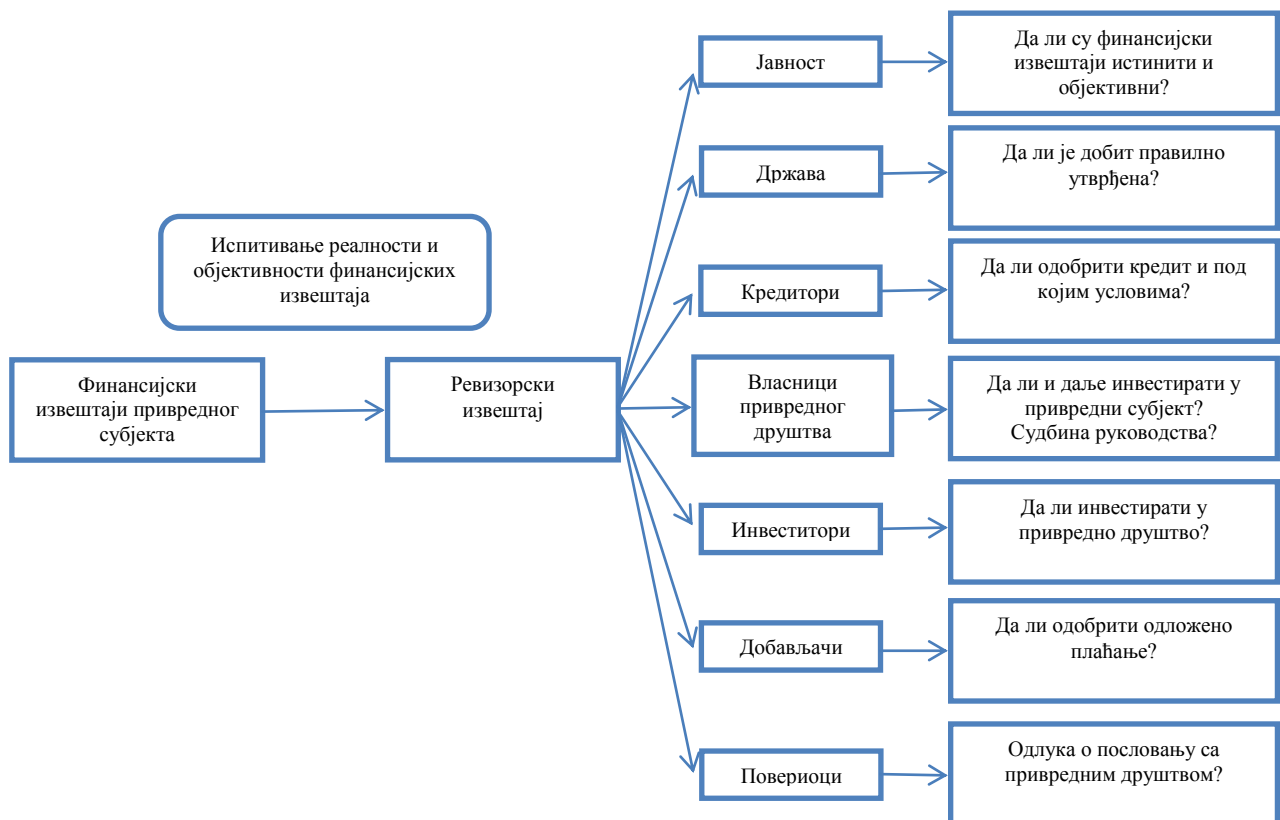 Испитивање реалности и
објективности финансијских
извештаја
Финансијски
извештаји привредног
субјекта
Ревизорски
извештај
Јавност
Да ли су финансијски
извештаји истинити и
објективни?
Држава
Да ли је добит правилно
утврђена?
Кредитори
Да ли одобрити кредит и под
којим условима?
Власници
привредног
друштва
Да ли и даље инвестирати у
привредни субјект?
Судбина руководства?
Инвеститори
Да ли инвестирати у
привредно друштво?
Добављачи
Да ли одобрити одложено
плаћање?
Повериоци
Одлука о пословању са
привредним друштвом?